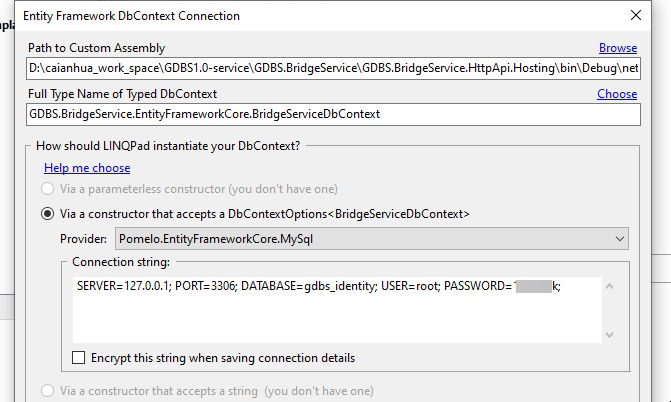 Entity Framework DbContext Connection
Path to Custom Assembly Browse
D:\caianhua_work_space\GDBS1.0-service\GDBS.BridgeService\GDBS.BridgeService.HttpApi.Hosting\bin\Debug\net
Full Type Name of Typed DbContext Choose
GDBS.BridgeService.EntityFrameworkCore.BridgeServiceDbContext
How should LINQPad instantiate your DbContext?
Help me choose
Via a parameterless constructor (you don't have one)
Via a constructor that accepts a DbContextOptions<BridgeServiceDbContext>
Provider: Pomelo.EntityFrameworkCore.MySql
Connection string:
SERVER=127.0.0.1; PORT=3306; DATABASE=gdbs_identity; USER=root; PASSWORD=
Encrypt this string when saving connection details
Via a constructor that accepts a string (you don't have one)